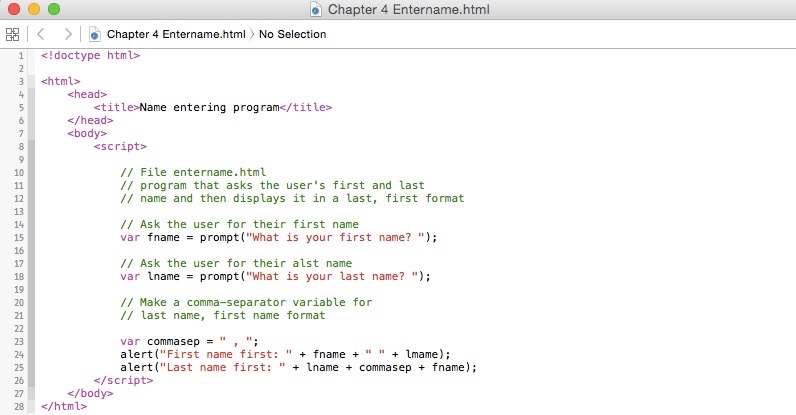 Chapter 4 Entername.html
Chapter 4 Entername.html 〉 No Selection
1 <!doctype html>
2
3 <html>
4 <head>
5 <title>Name entering program</title>
6 </head>
7 <body>
8 <script>
9
10 // File entername.html
11 // program that asks the user's first and last
12 // name and then displays it in a last, first format
13
14 // Ask the user for their first name
15 var fname = prompt("What is your first name? ");
16
17 // Ask the user for their alst name
18 var lname = prompt("What is your last name? ");
19
20 // Make a comma-separator variable for
21 // last name, first name format
22
23 var commasep = " , ";
24 alert("First name first: " + fname + " " + lmame);
25 alert("Last name first: " + lname + commasep + fname);
26 </script>
27 </body>
28 </html>